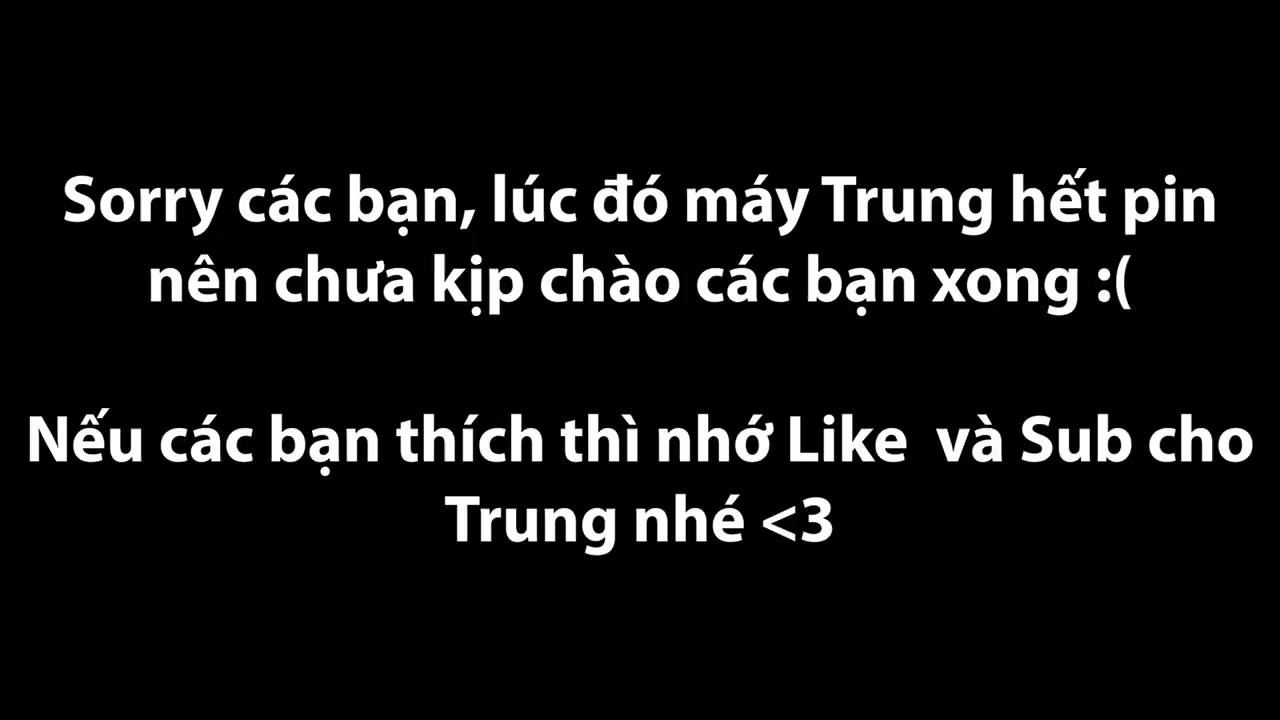 Sorry các bạn, lúc đó máy Trung hết pin
nên chưa kịp chào các bạn xong :(
Nếu các bạn thích thì nhớ Like  và Sub cho
Trung nhé <3